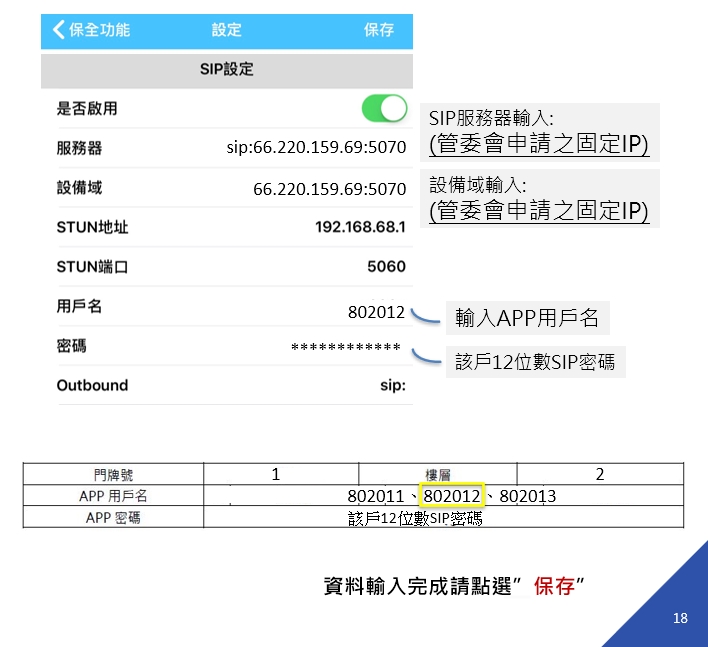 保全功能 設定 保存
SIP設定
是否啟用
服務器 sip:66.220.159.69:5070
SIP服務器輸入:
(管委會申請之固定IP)
設備域 66.220.159.69:5070
設備域輸入:
(管委會申請之固定IP)
STUN地址 192.168.68.1
STUN端口 5060
用戶名 802012
輸入APP用戶名
密碼 ************
該戶12位數SIP密碼
Outbound sip:
門牌號 1 樓層 2
APP 用戶名 802011、802012、802013
APP 密碼 該戶12位數SIP密碼
資料輸入完成請點選”保存”
18